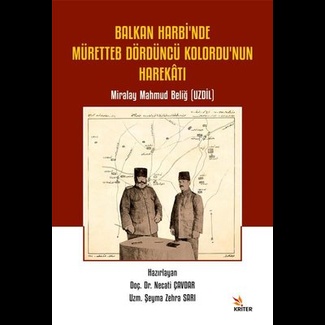 BALKAN HARBİ'NDE
MÜRETTEB DÖRDÜNCÜ KOLORDU'NUN
HAREKÂTI
Miralay Mahmud Beliğ (UZDİL)
Hazırlayan
Doç. Dr. Necati ÇAVDAR
Uzm. Şeyma Zehra SARI
KRİTER